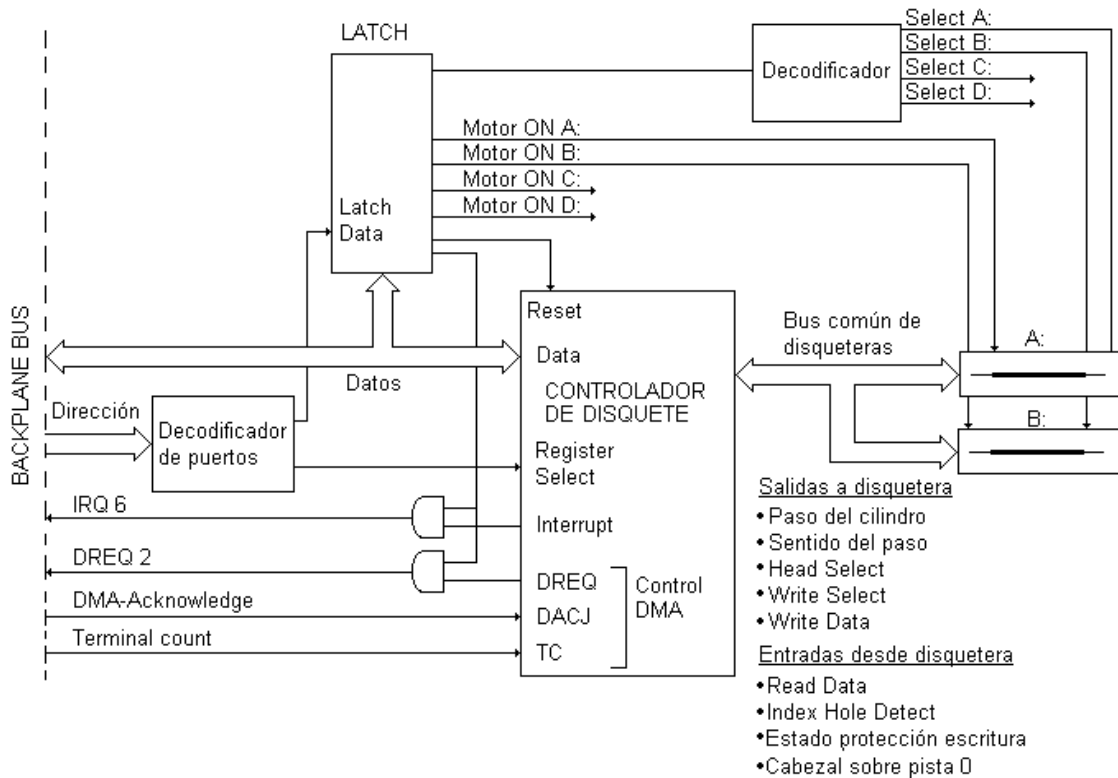 LATCH
Select A:
Select B:
Select C:
Select D:
Decodificador
Motor ON A:
Motor ON B:
Motor ON C:
Motor ON D:
Latch
Data
BACKPLANE BUS
Reset
Data
Datos
CONTROLADOR
DE DISQUETE
Bus común de
disqueteras
A:
B:
Dirección
Decodificador
de puertos
Register
Select
IRQ 6
Interrupt
DREQ 2
DREQ
Control
DMA
DMA-Acknowledge
DACJ
Terminal count
TC
Salidas a disquetera
•Paso del cilindro
•Sentido del paso
•Head Select
•Write Select
•Write Data
Entradas desde disquetera
•Read Data
•Index Hole Detect
•Estado protección escritura
•Cabezal sobre pista 0